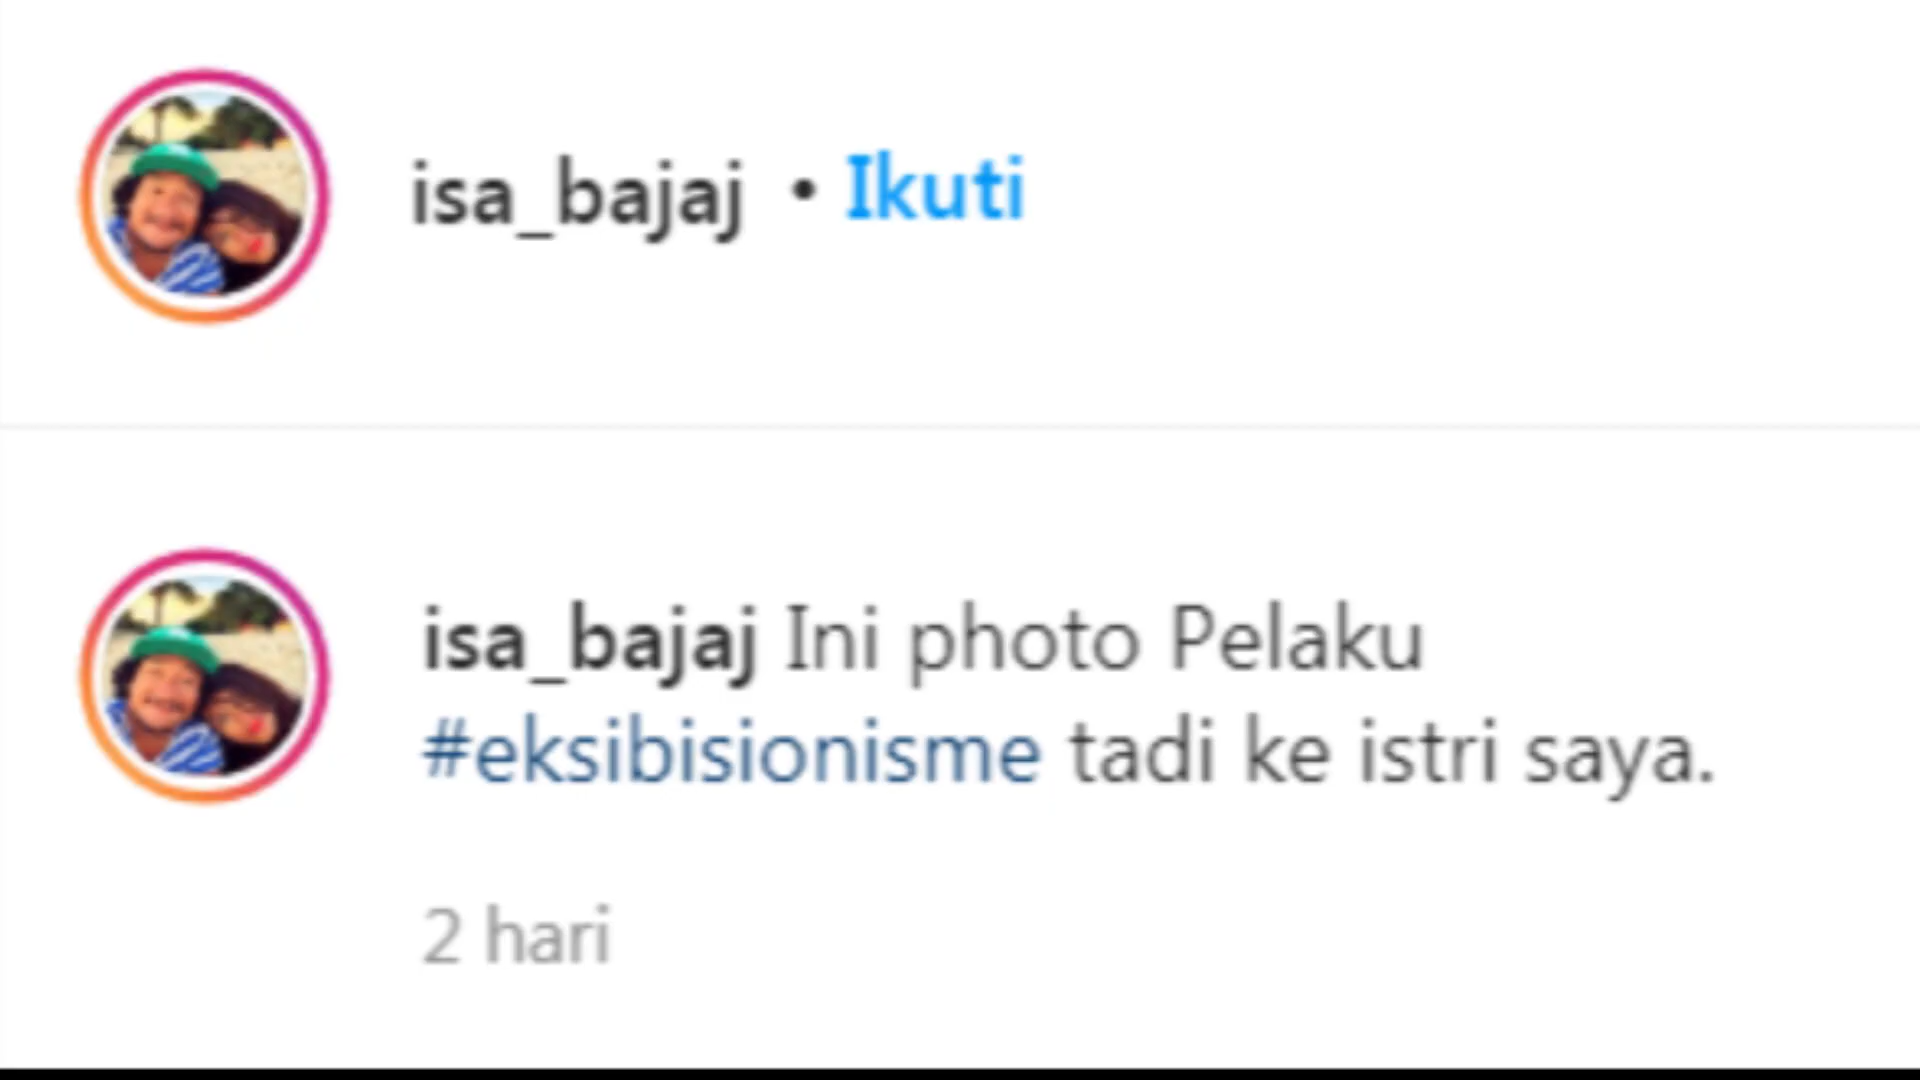 isa_bajaj • Ikuti
isa_bajaj Ini photo Pelaku
#eksibisionisme tadi ke istri saya.
2 hari